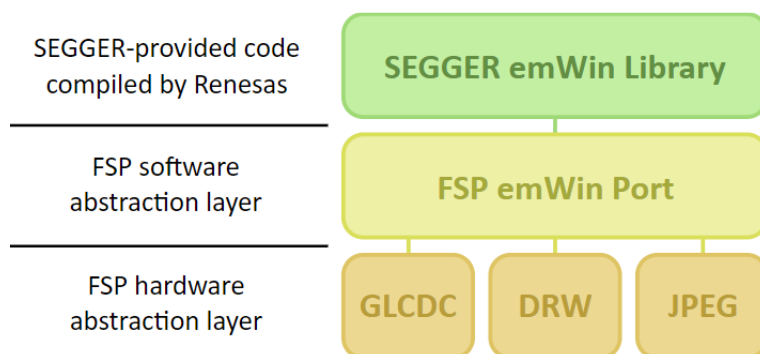 SEGGER-provided code
compiled by Renesas
SEGGER emWin Library
FSP software
abstraction layer
FSP emWin Port
FSP hardware
abstraction layer
GLCDC
DRW
JPEG